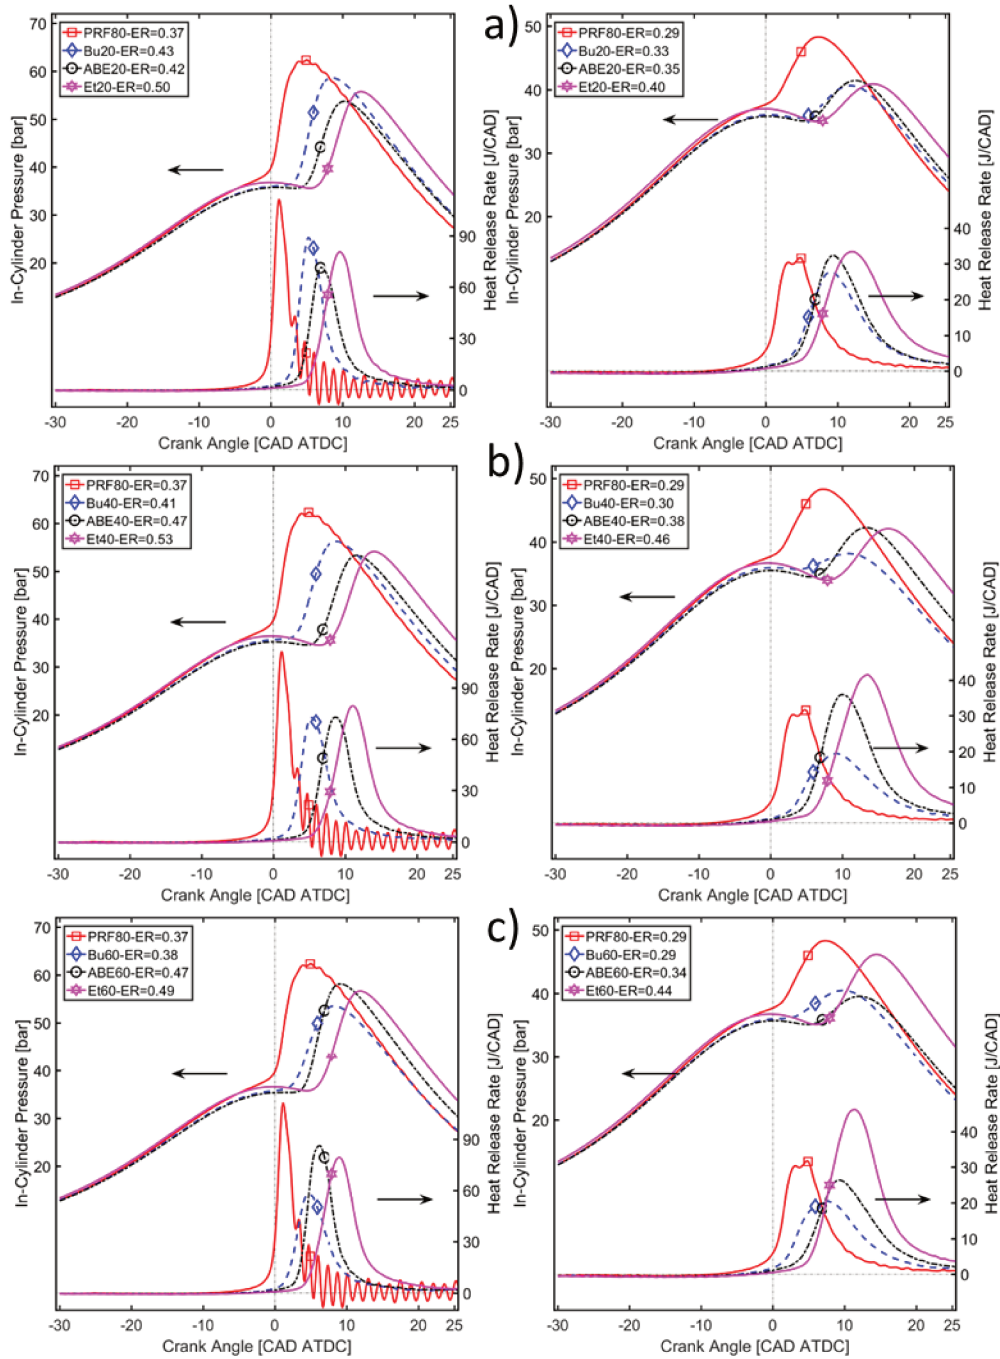 a)
70
60
50
40
30
20
In-Cylinder Pressure [bar]
PRF80-ER=0.37
Bu20-ER=0.43
ABE20-ER=0.42
Et20-ER=0.50
90
60
30
0
Heat Release Rate [J/CAD]
-30 -20 -10 0 10 20 25
Crank Angle [CAD ATDC]
50
40
30
20
In-Cylinder Pressure [bar]
PRF80-ER=0.29
Bu20-ER=0.33
ABE20-ER=0.35
Et20-ER=0.40
40
30
20
10
0
Heat Release Rate [J/CAD]
-30 -20 -10 0 10 20 25
Crank Angle [CAD ATDC]
b)
70
60
50
40
30
20
In-Cylinder Pressure [bar]
PRF80-ER=0.37
Bu40-ER=0.41
ABE40-ER=0.47
Et40-ER=0.53
90
60
30
0
Heat Release Rate [J/CAD]
-30 -20 -10 0 10 20 25
Crank Angle [CAD ATDC]
50
40
30
20
In-Cylinder Pressure [bar]
PRF80-ER=0.29
Bu40-ER=0.30
ABE40-ER=0.38
Et40-ER=0.46
40
30
20
10
0
Heat Release Rate [J/CAD]
-30 -20 -10 0 10 20 25
Crank Angle [CAD ATDC]
c)
70
60
50
40
30
20
In-Cylinder Pressure [bar]
PRF80-ER=0.37
Bu60-ER=0.38
ABE60-ER=0.47
Et60-ER=0.49
90
60
30
0
Heat Release Rate [J/CAD]
-30 -20 -10 0 10 20 25
Crank Angle [CAD ATDC]
50
40
30
20
In-Cylinder Pressure [bar]
PRF80-ER=0.29
Bu60-ER=0.29
ABE60-ER=0.34
Et60-ER=0.44
40
30
20
10
0
Heat Release Rate [J/CAD]
-30 -20 -10 0 10 20 25
Crank Angle [CAD ATDC]